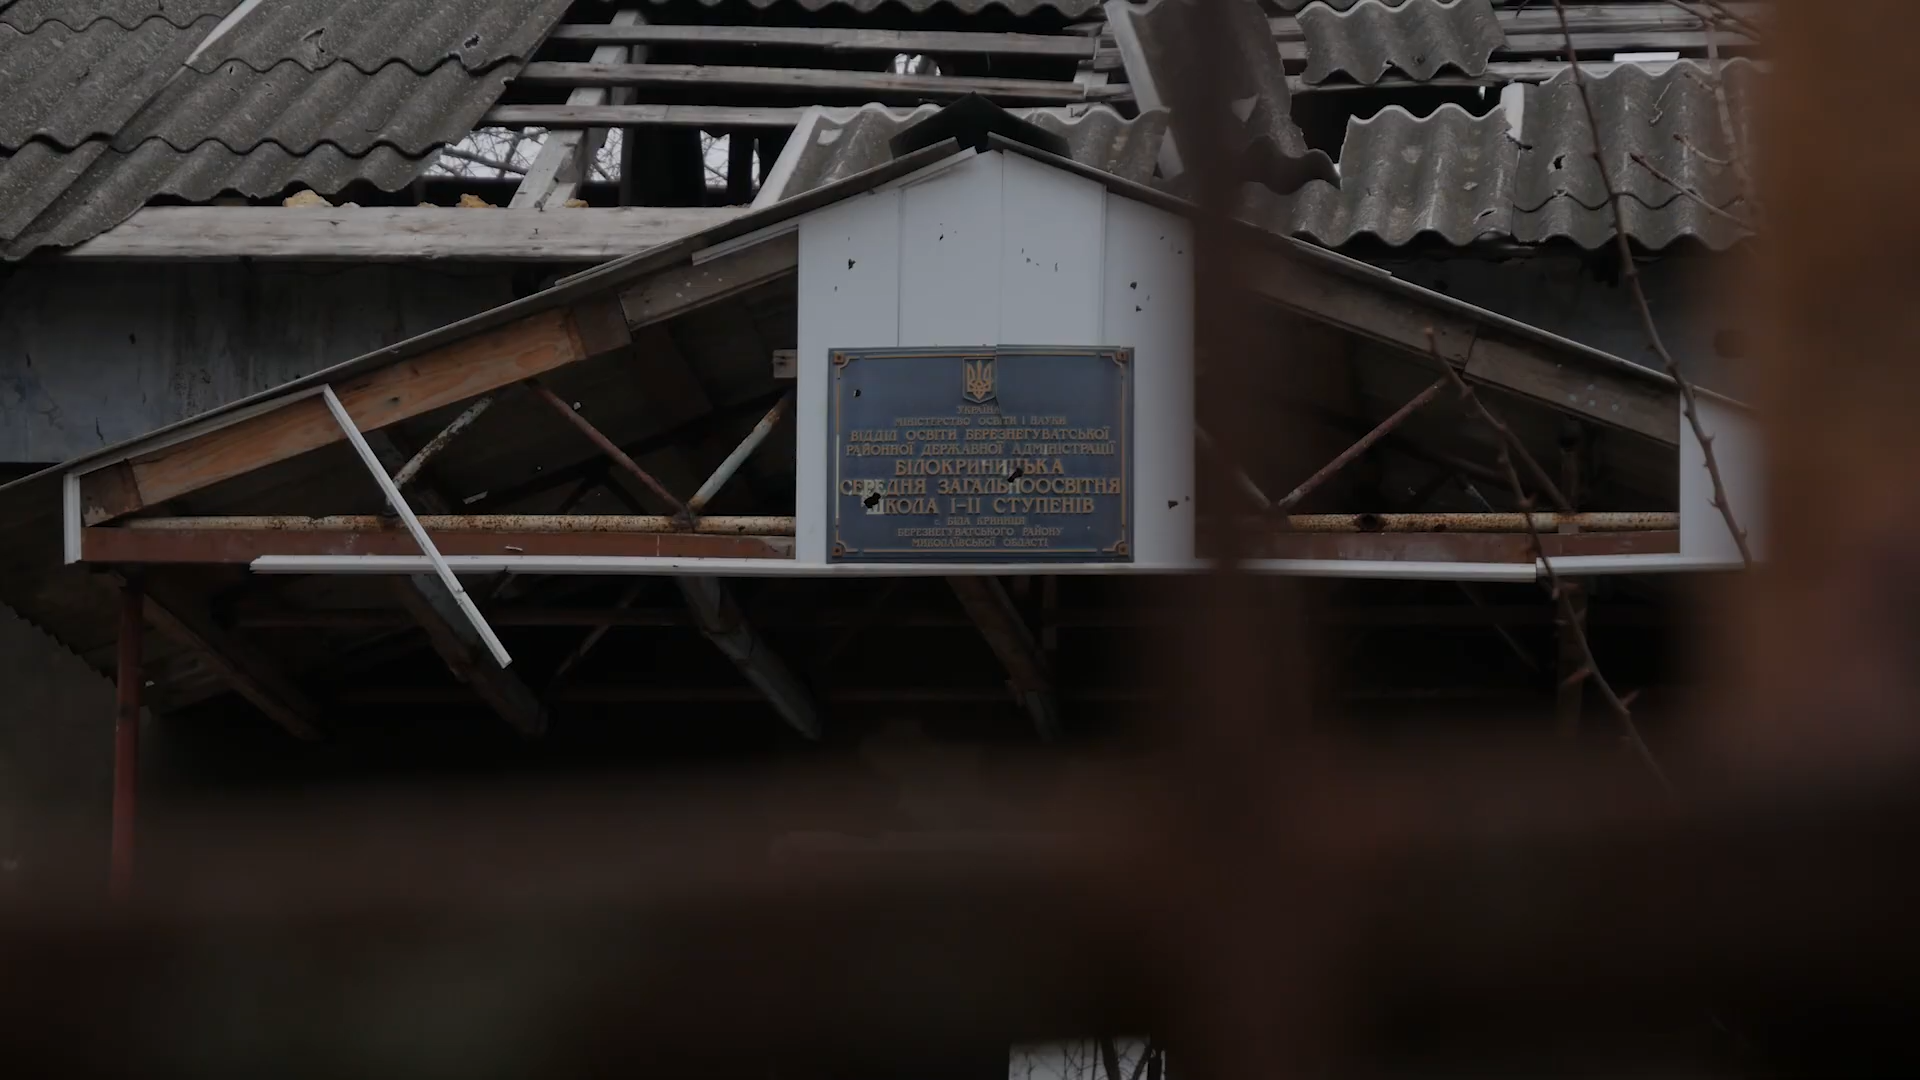 УКРАЇНА
МІНІСТЕРСТВО ОСВІТИ І НАУКИ
ВІДДІЛ ОСВІТИ БЕРЕЗНЕГУВАТСЬКОЇ
РАЙОННОЇ ДЕРЖАВНОЇ АДМІНІСТРАЦІЇ
БІЛОКРИНИЦЬКА
СЕРЕДНЯ ЗАГАЛЬНООСВІТНЯ
ШКОЛА І-ІІ СТУПЕНІВ
с. БІЛА КРИНИЦЯ
БЕРЕЗНЕГУВАТСЬКОГО РАЙОНУ
МИКОЛАЇВСЬКОЇ ОБЛАСТІ